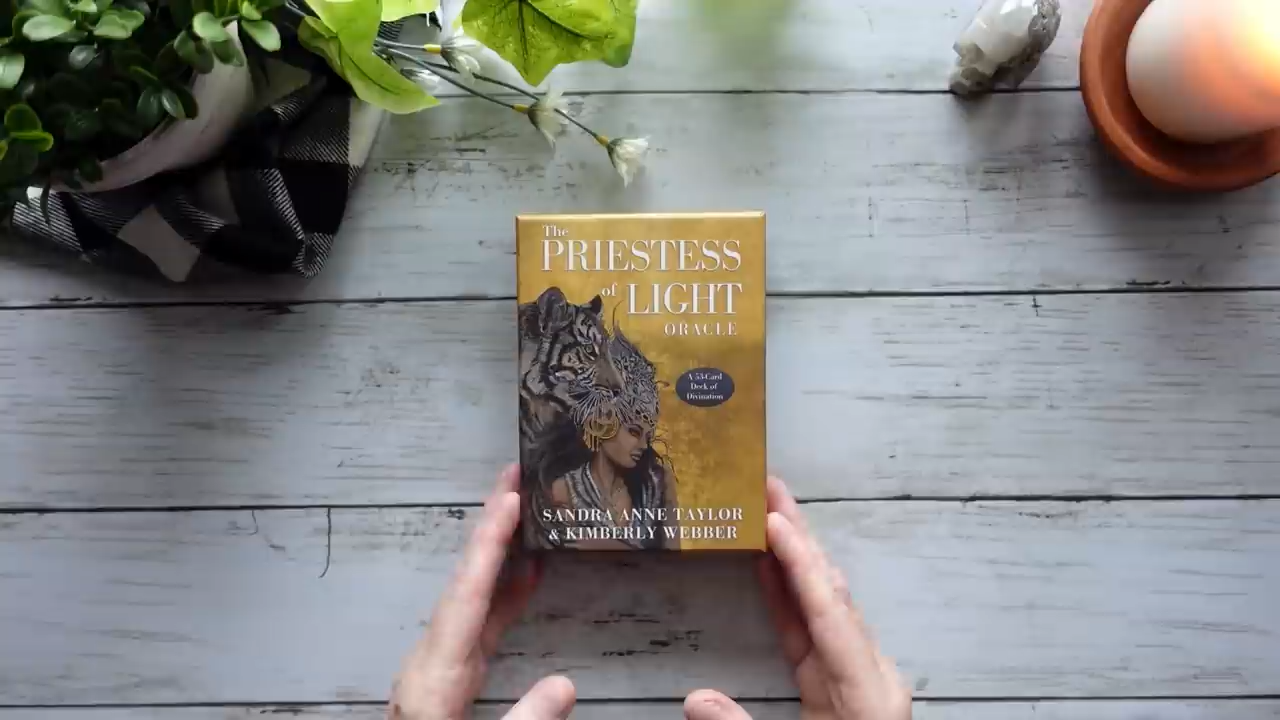 The
PRIESTESS
of LIGHT
ORACLE
A 53-Card
Deck of
Divination
SANDRA ANNE TAYLOR
& KIMBERLY WEBBER